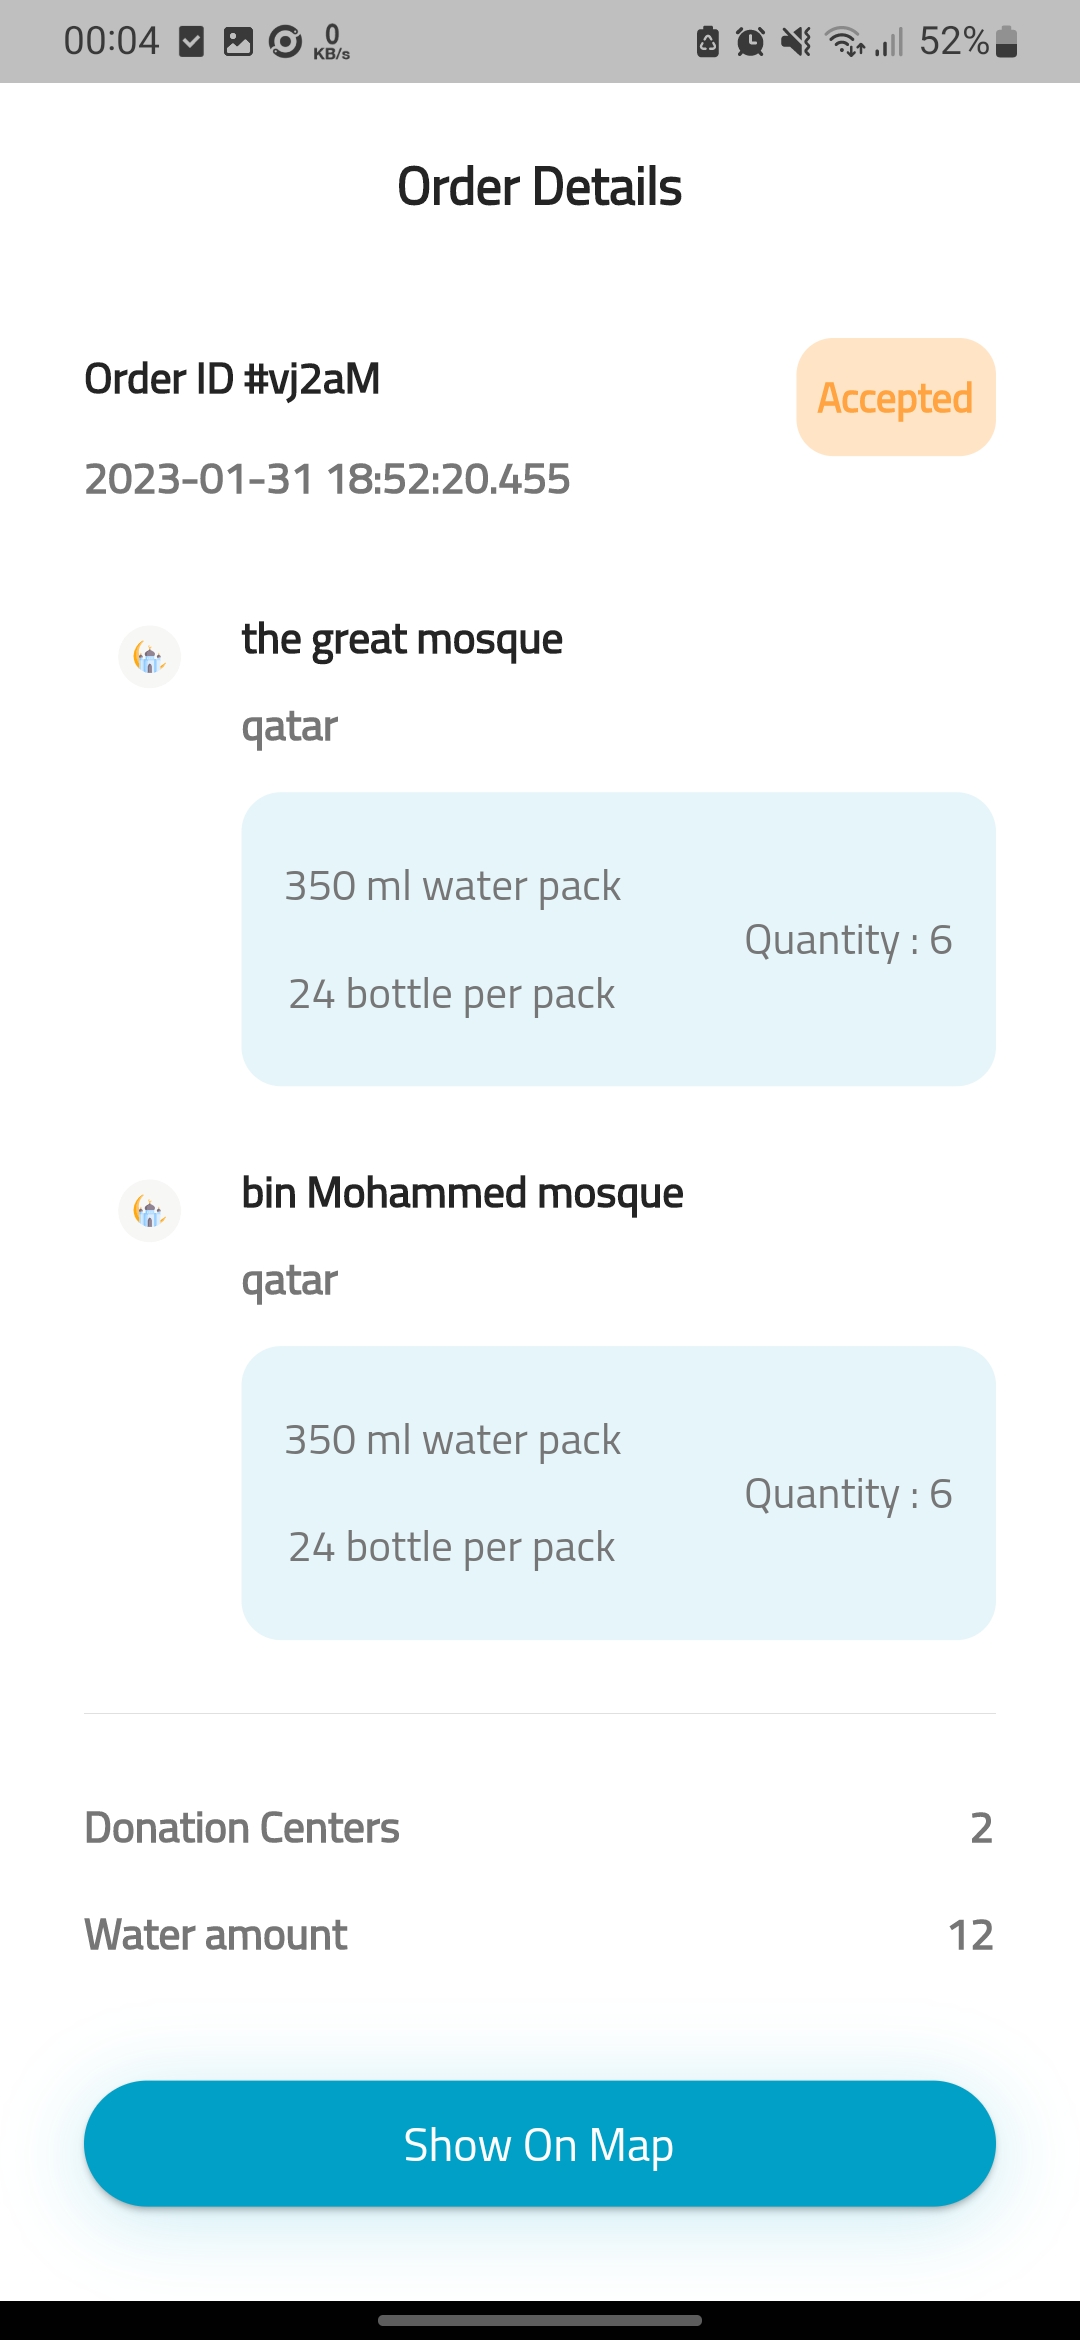 00:04
0
KB/s
52%
Order Details
Order ID #vj2aM
Accepted
2023-01-31 18:52:20.455
the great mosque
qatar
350 ml water pack
Quantity : 6
24 bottle per pack
bin Mohammed mosque
qatar
350 ml water pack
Quantity : 6
24 bottle per pack
Donation Centers 2
Water amount 12
Show On Map